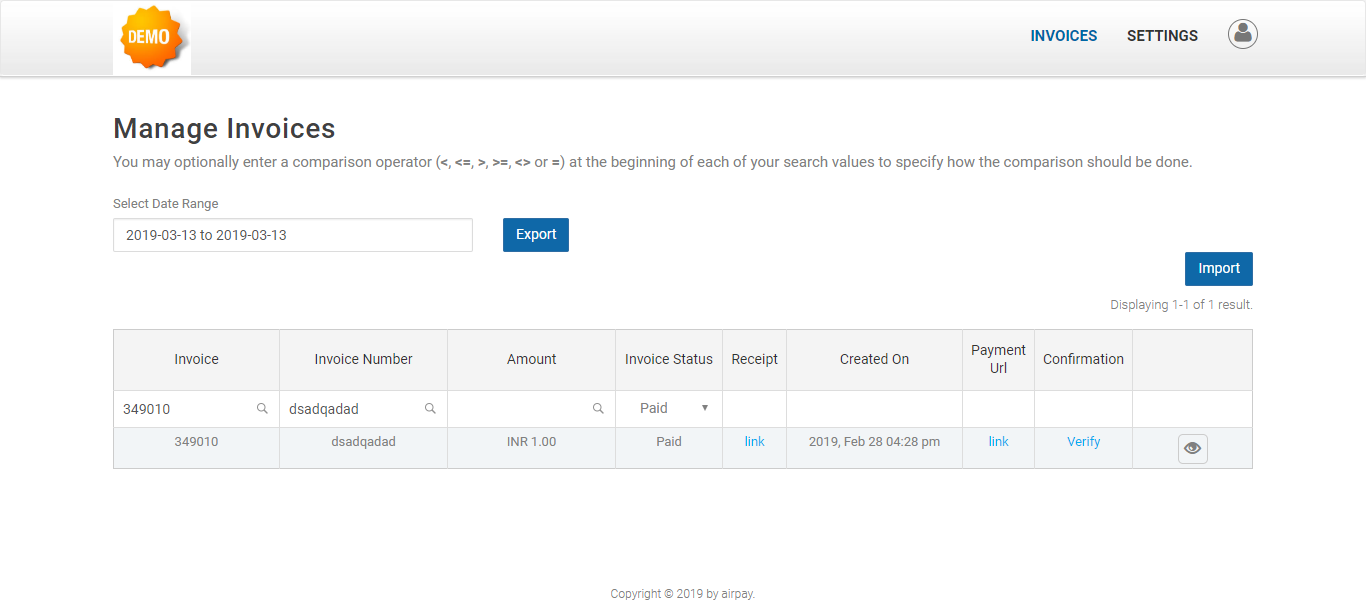 DEMO
INVOICES SETTINGS
Manage Invoices
You may optionally enter a comparison operator (<, <=, >, >=, <> or =) at the beginning of each of your search values to specify how the comparison should be done.
Select Date Range
2019-03-13 to 2019-03-13 Export
Import
Displaying 1-1 of 1 result.
Invoice Invoice Number Amount Invoice Status Receipt Created On Payment Url Confirmation
349010 dsadqadad Paid
349010 dsadqadad INR 1.00 Paid link 2019, Feb 28 04:28 pm link Verify
Copyright © 2019 by airpay.